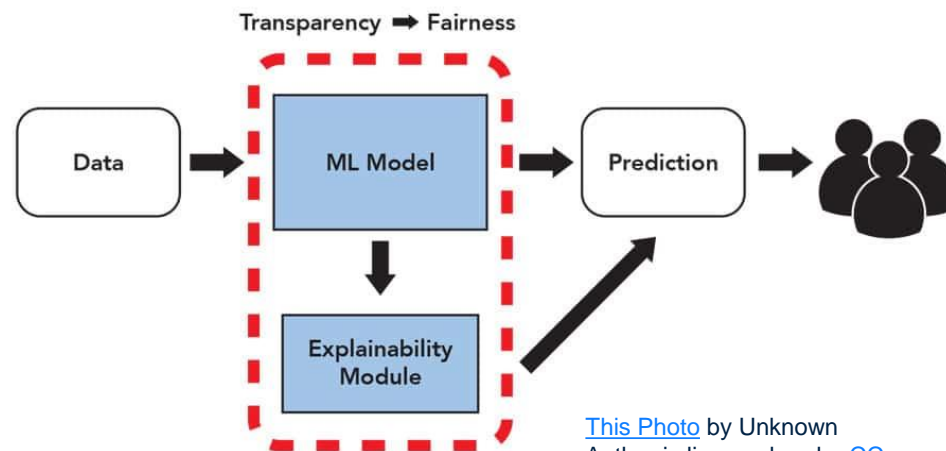 Transparency ➡ Fairness
Data
ML Model
Prediction
Explainability
Module
This Photo by Unknown